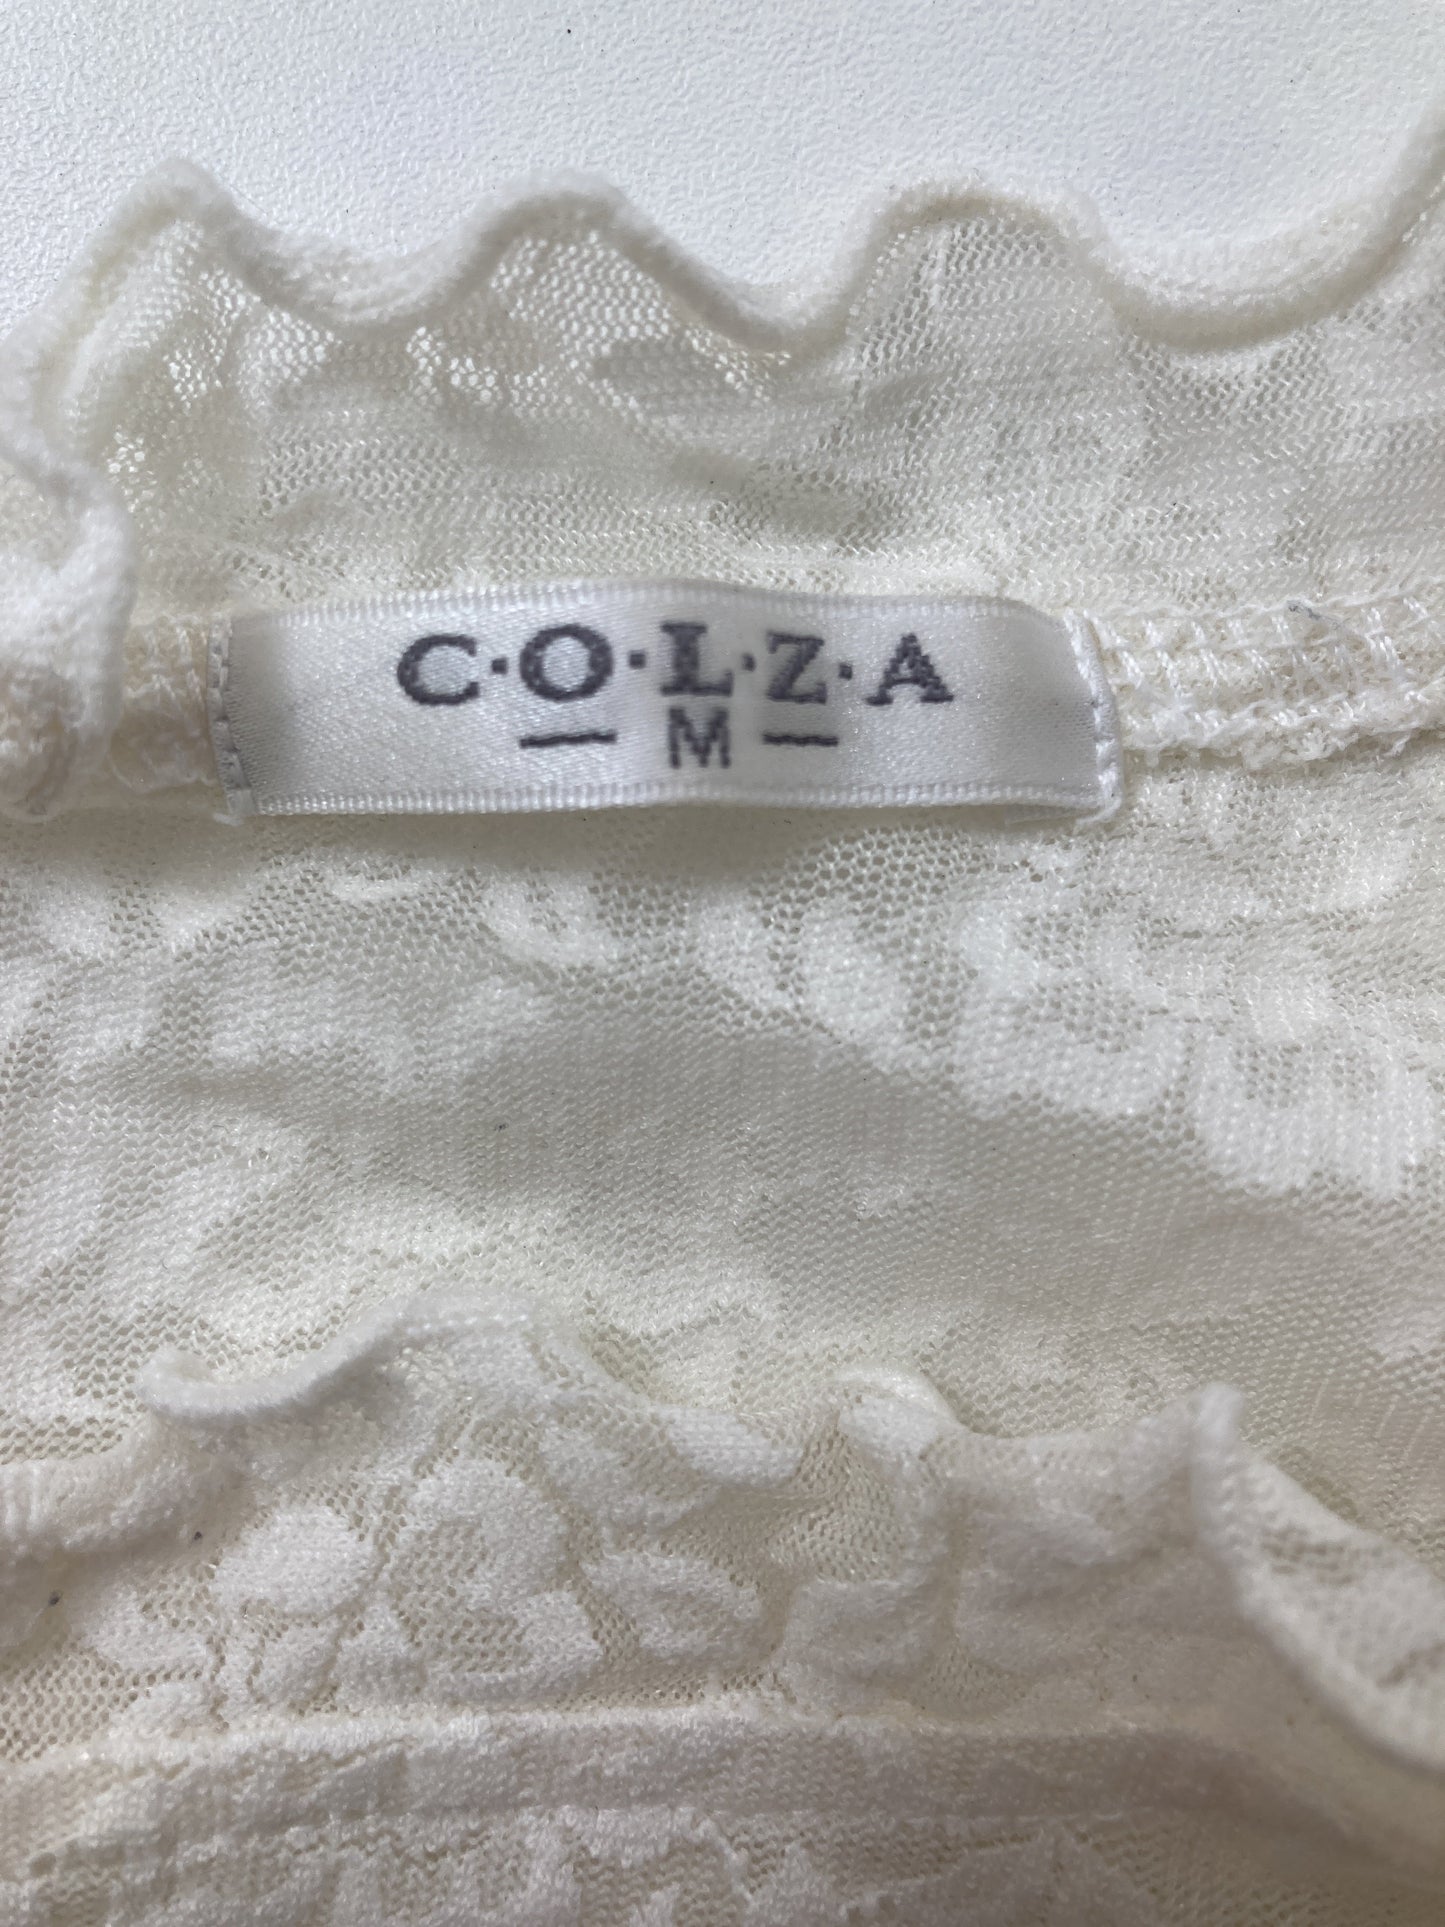 C·O·L·Z·A
— M —